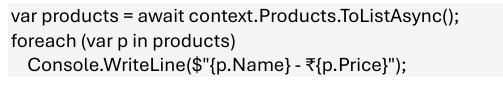 var products = await context.Products.ToListAsync();
foreach (var p in products)
   Console.WriteLine($"{p.Name} - ₹{p.Price}");